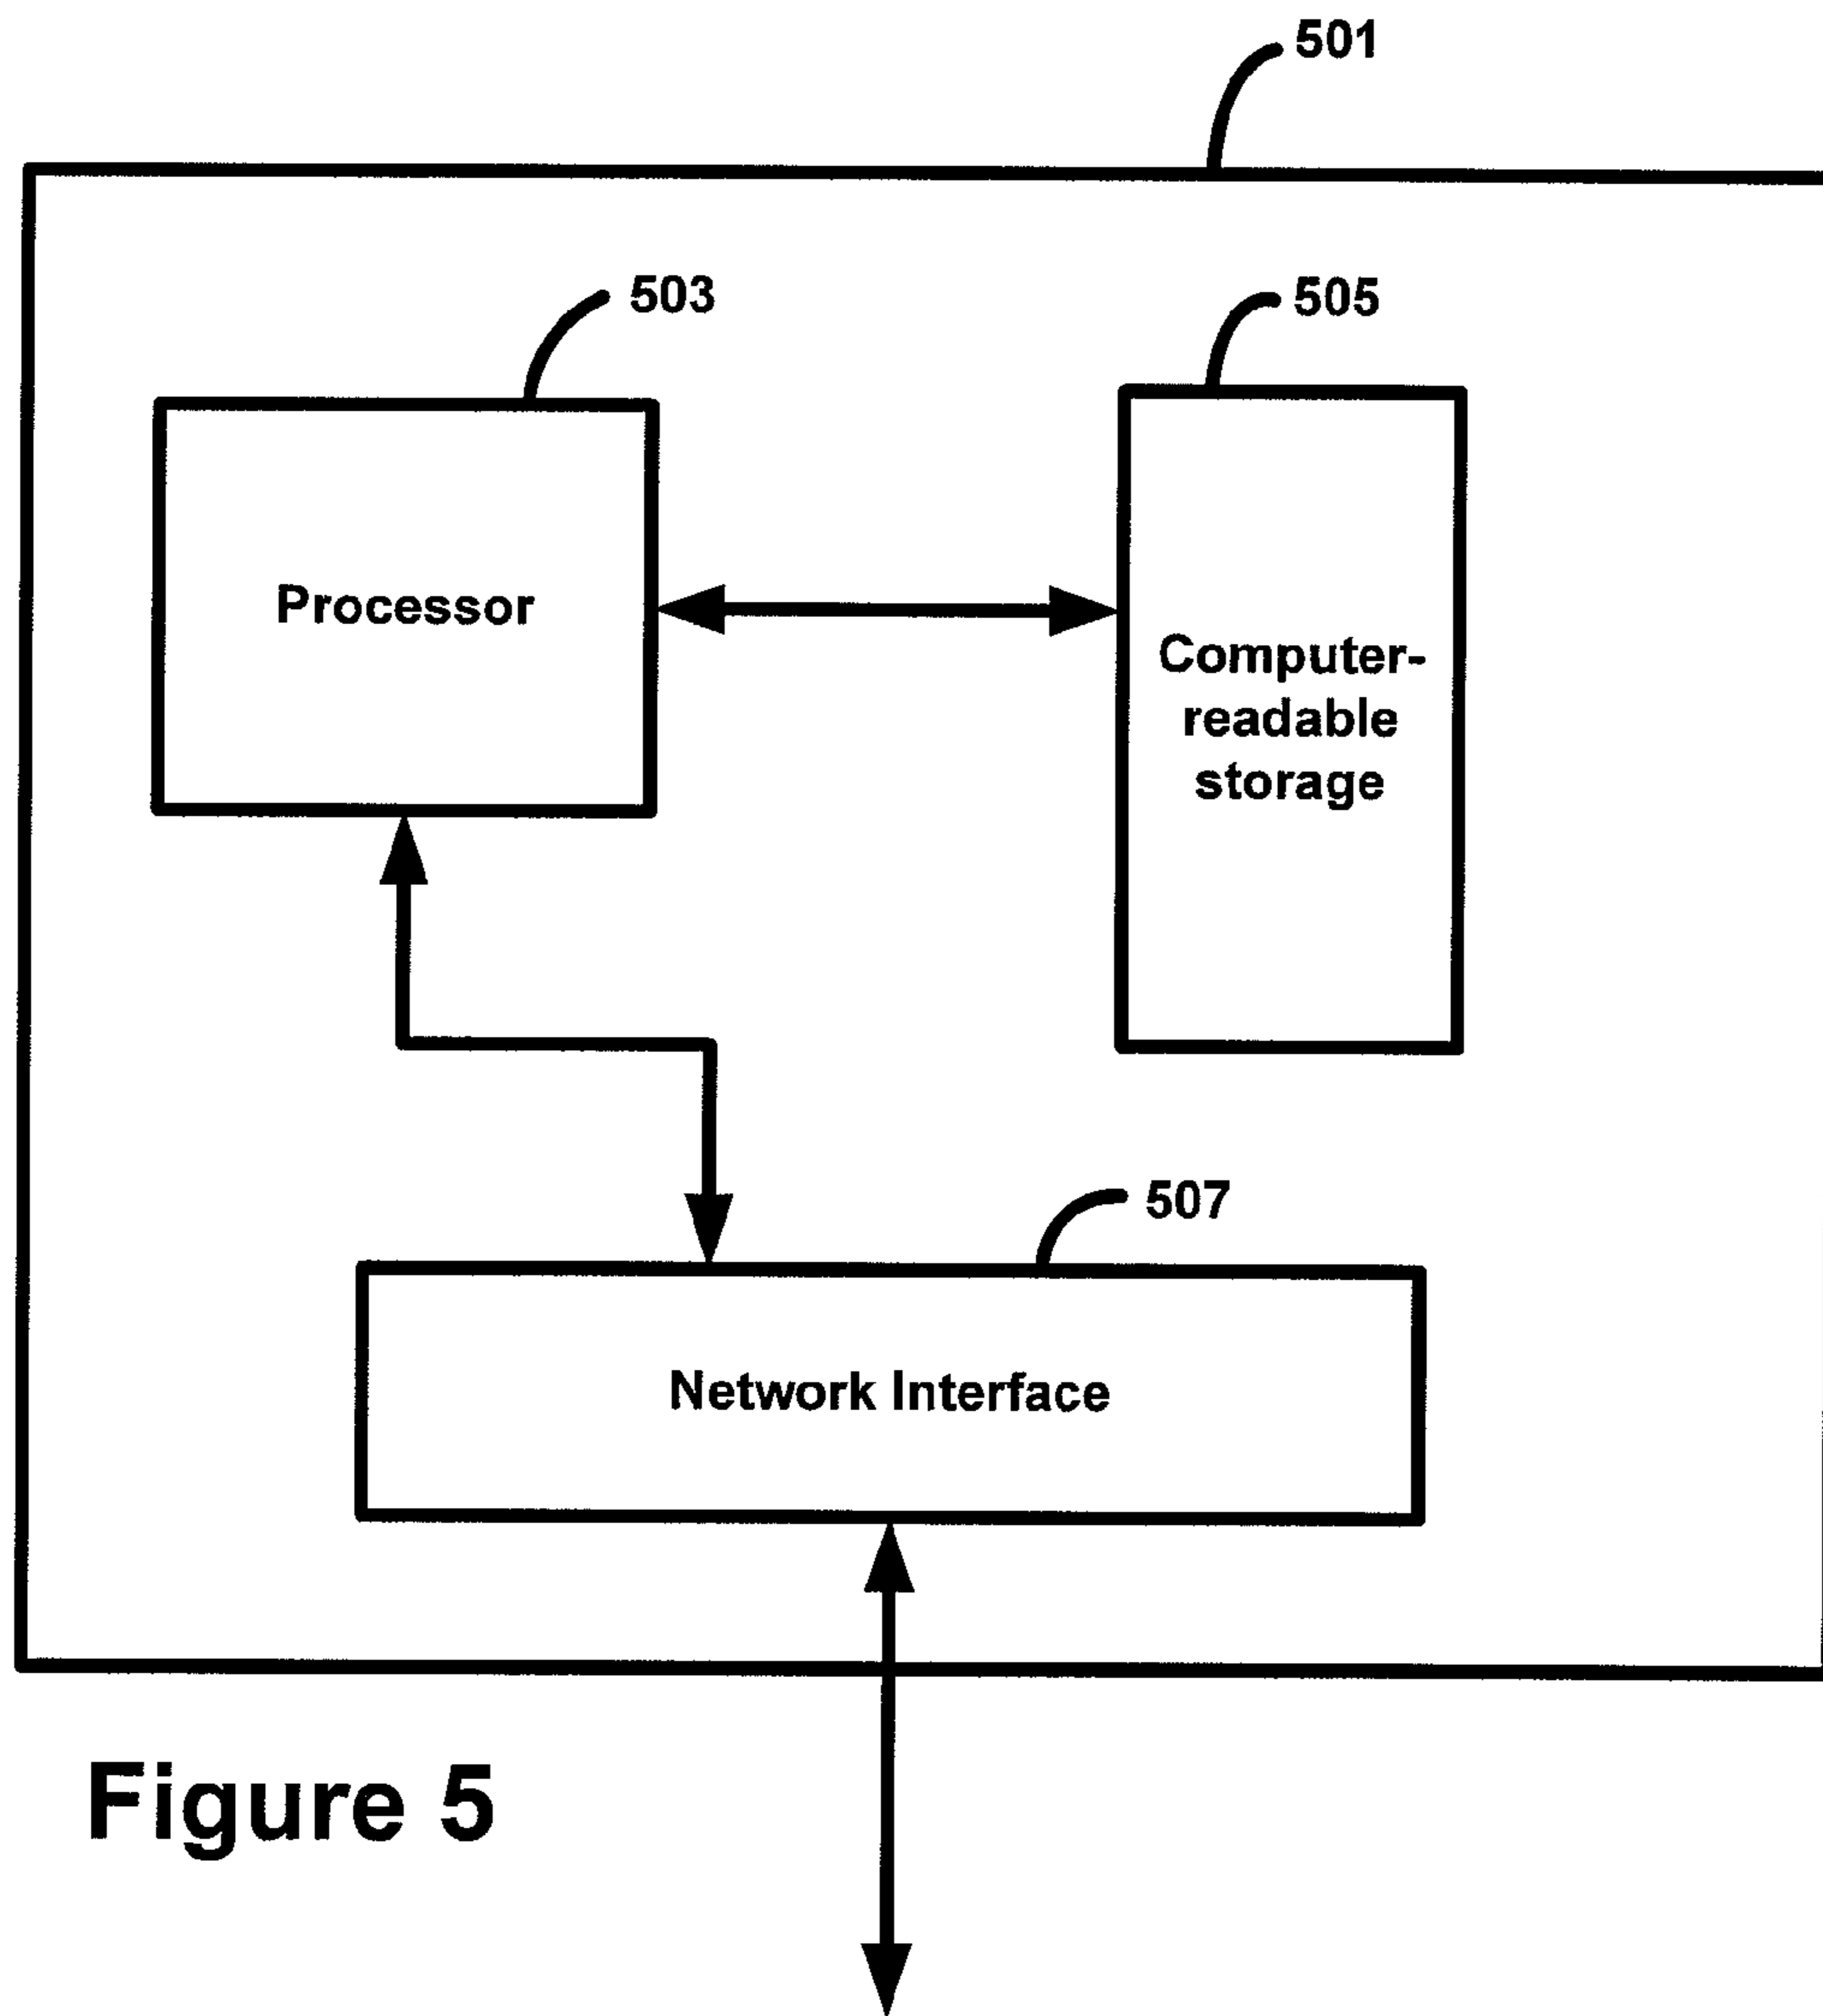 501
503
505
Processor
Computer-
readable
storage
507
Network Interface
Figure 5